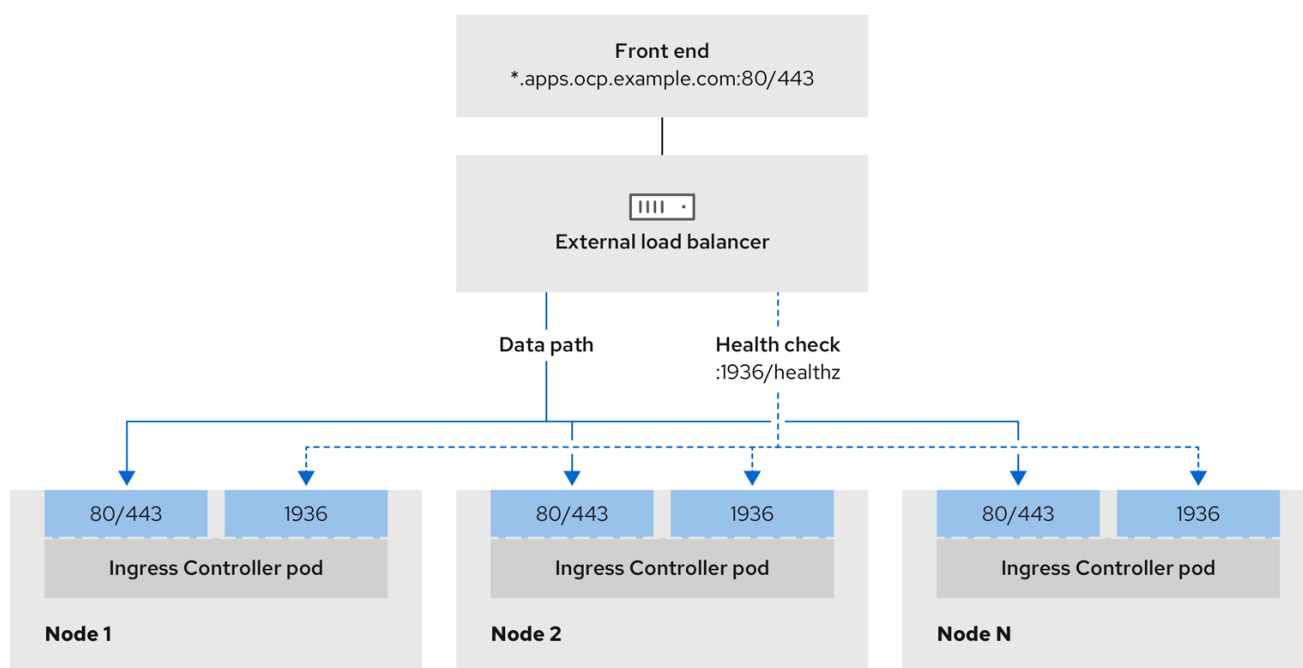 Front end
*.apps.ocp.example.com:80/443
External load balancer
Data path
Health check
:1936/healthz
80/443
1936
80/443
1936
80/443
1936
Ingress Controller pod
Ingress Controller pod
Ingress Controller pod
Node 1
Node 2
Node N